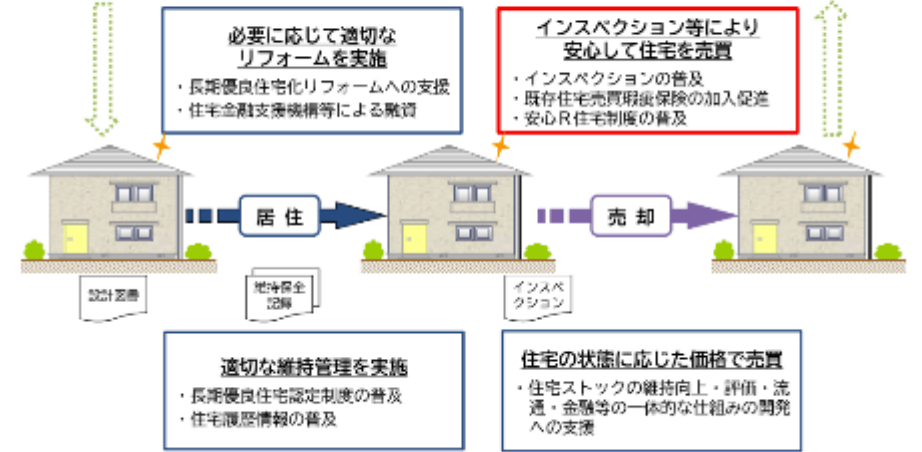 必要に応じて適切な
リフォームを実施
・長期優良住宅化リフォームへの支援
・住宅金融支援機構等による融資
インスペクション等により
安心して住宅を売買
・インスペクションの普及
・既存住宅売買瑕疵保険の加入促進
・安心R住宅制度の普及
居 住
売 却
設計図書
維持保全
記録
インスペ
クション
適切な維持管理を実施
・長期優良住宅認定制度の普及
・住宅履歴情報の普及
住宅の状態に応じた価格で売買
・住宅ストックの維持向上・評価・流
通・金融等の一体的な仕組みの開発
への支援